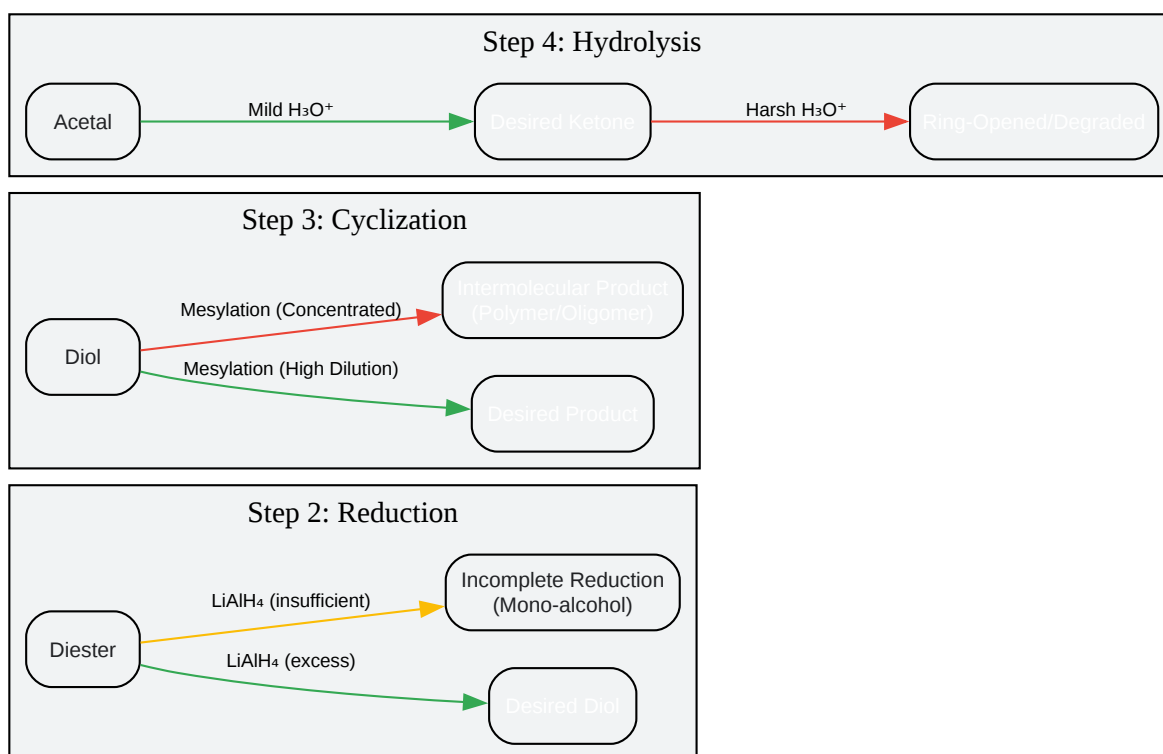 Step 4: Hydrolysis
Acetal
Mild H₃O⁺
Desired Ketone
Harsh H₃O⁺
Ring-Opened/Degraded
Step 3: Cyclization
Diol
Mesylation (Concentrated)
Intermolecular Product
(Polymer/Oligomer)
Mesylation (High Dilution)
Desired Product
Step 2: Reduction
Diester
LiAlH₄ (insufficient)
Incomplete Reduction
(Mono-alcohol)
LiAlH₄ (excess)
Desired Diol